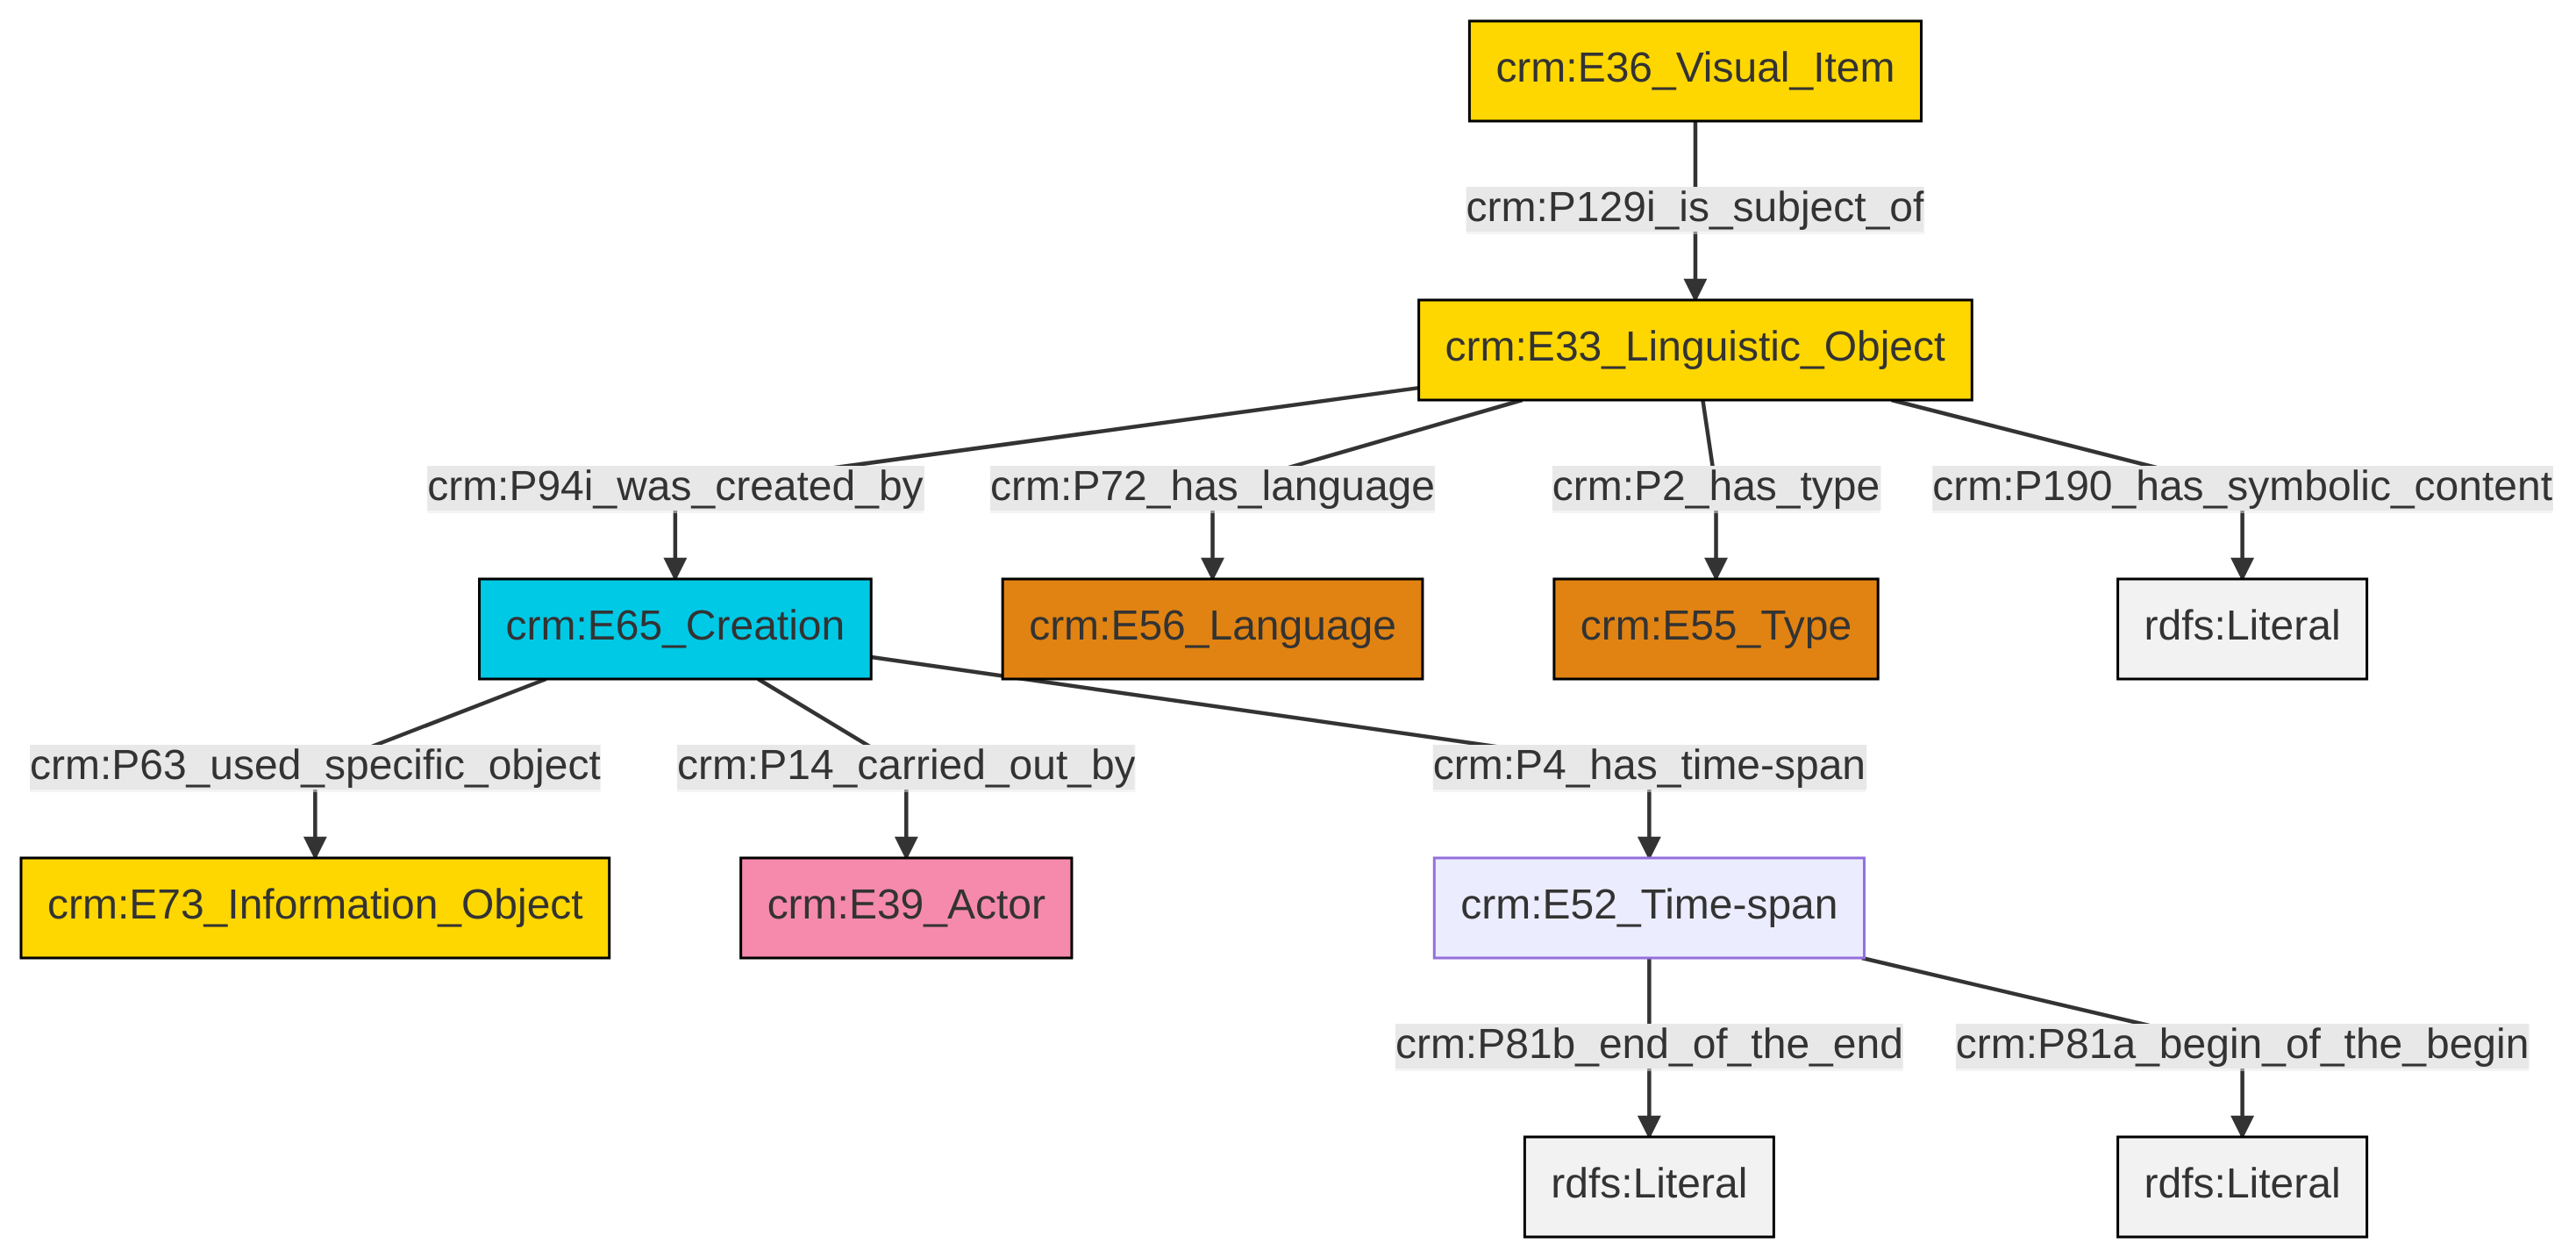 crm:E36_Visual_Item
crm:P129i_is_subject_of
crm:E33_Linguistic_Object
crm:P94i_was_created_by
crm:P72_has_language
crm:P2_has_type
crm:P190_has_symbolic_content
crm:E65_Creation
crm:E56_Language
crm:E55_Type
rdfs:Literal
crm:P63_used_specific_object
crm:P14_carried_out_by
crm:P4_has_time-span
crm:E73_Information_Object
crm:E39_Actor
crm:E52_Time-span
crm:P81b_end_of_the_end
crm:P81a_begin_of_the_begin
rdfs:Literal
rdfs:Literal